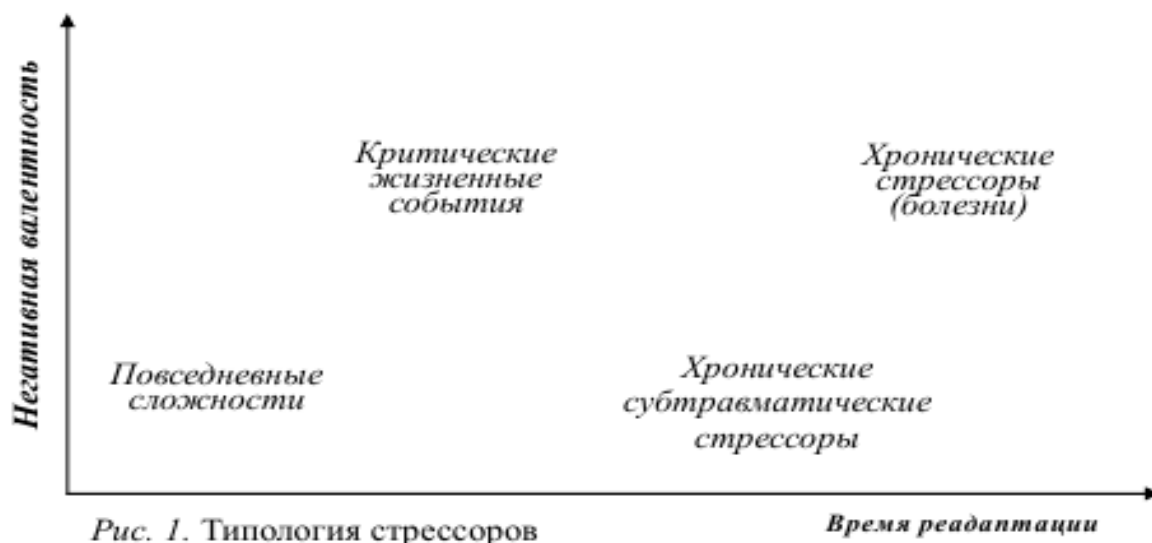 Негативная валентность
Критические
жизненные
события
Хронические
стрессоры
(болезни)
Повседневные
сложности
Хронические
субтравматические
стрессоры
Время реадаптации
Рис. 1. Типология стрессоров